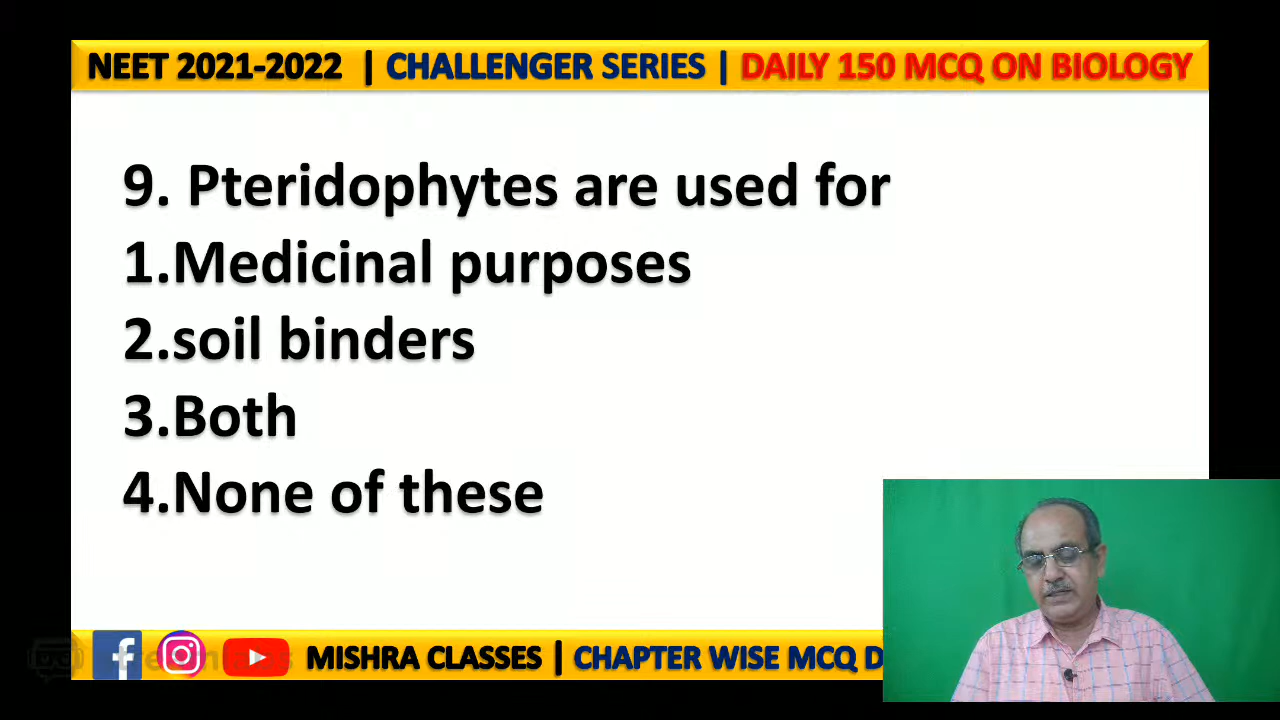 NEET 2021-2022 | CHALLENGER SERIES | DAILY 150 MCQ ON BIOLOGY
9. Pteridophytes are used for
1.Medicinal purposes
2.soil binders
3.Both
4.None of these
MISHRA CLASSES | CHAPTER WISE MCQ D